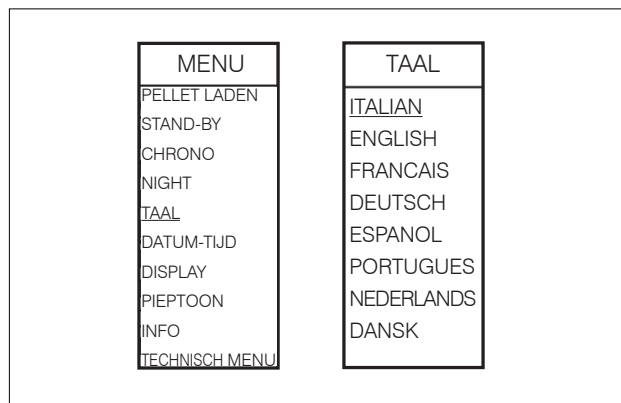 MENU
PELLET LADEN
STAND-BY
CHRONO
NIGHT
TAAL
DATUM-TIJD
DISPLAY
PIEPTOON
INFO
TECHNISCH MENU
TAAL
ITALIAN
ENGLISH
FRANCAIS
DEUTSCH
ESPANOL
PORTUGUES
NEDERLANDS
DANSK